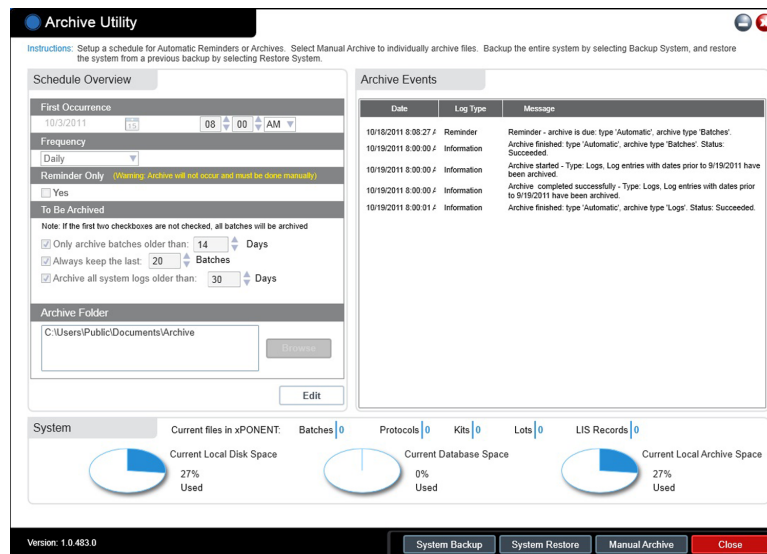 Archive Utility
Instructions: Setup a schedule for Automatic Reminders or Archives. Select Manual Archive to individually archive files. Backup the entire system by selecting Backup System, and restore
the system from a previous backup by selecting Restore System.
Schedule Overview
First Occurrence
10/3/2011 15 08 00 AM
Frequency
Daily
Reminder Only (Warning: Archive will not occur and must be done manually)
Yes
To Be Archived
Note: If the first two checkboxes are not checked, all batches will be archived
Only archive batches older than: 14 Days
Always keep the last: 20 Batches
Archive all system logs older than: 30 Days
Archive Folder
C:\Users\Public\Documents\Archive
Browse
Edit
Archive Events
Date Log Type Message
10/18/2011 8:08:27 A Reminder Reminder - archive is due: type 'Automatic', archive type 'Batches'.
10/19/2011 8:00:00 A Information Archive finished: type 'Automatic', archive type 'Batches'. Status:
Succeeded.
10/19/2011 8:00:00 A Information Archive started - Type: Logs, Log entries with dates prior to 9/19/2011 have
been archived.
10/19/2011 8:00:00 A Information Archive completed successfully - Type: Logs, Log entries with dates prior
to 9/19/2011 have been archived.
10/19/2011 8:00:01 A Information Archive finished: type 'Automatic', archive type 'Logs'. Status: Succeeded.
System
Current files in xPONENT: Batches 0 Protocols 0 Kits 0 Lots 0 LIS Records 0
Current Local Disk Space
27%
Used
Current Database Space
0%
Used
Current Local Archive Space
27%
Used
Version: 1.0.483.0
System Backup System Restore Manual Archive Close